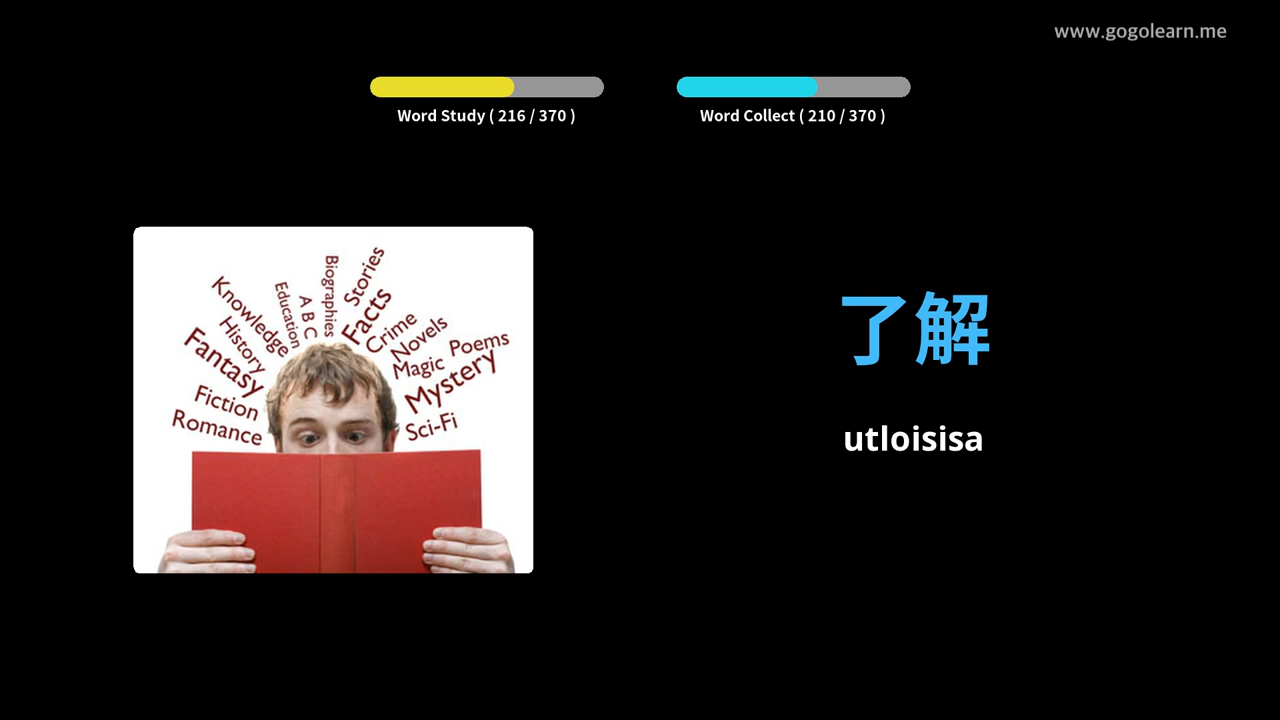 www.gogolearn.me
Word Study ( 216 / 370 )
Word Collect ( 210 / 370 )
Knowledge
History
Fantasy
Fiction
Romance
Education
A B C
Biographies
Stories
Facts
Crime
Novels
Magic
Poems
Mystery
Sci-Fi
了解
utloisisa